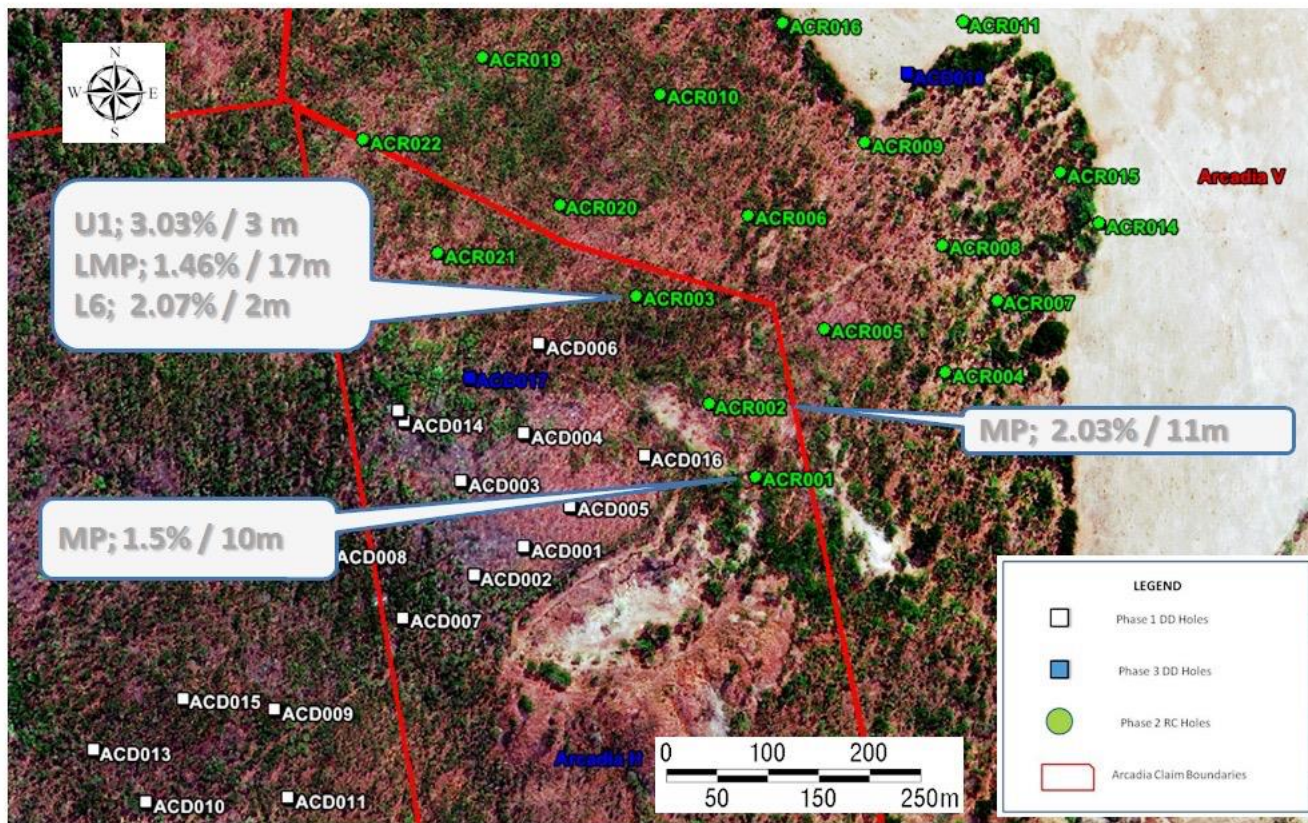 N
W E
S
ACR016
ACR011
ACR019
ACD018
ACR010
ACR022
ACR009
ACR015
Arcadia V
ACR020
ACR006
ACR014
ACR021
ACR008
U1; 3.03% / 3 m
LMP; 1.46% / 17m
L6; 2.07% / 2m
ACR003
ACR007
ACR005
ACD006
ACD017
ACR004
ACR002
ACD014
ACD004
MP; 2.03% / 11m
ACD016
ACD003
ACR001
ACD005
MP; 1.5% / 10m
ACD008
ACD001
ACD002
ACD007
ACD015
ACD009
ACD013
ACD010
ACD011
Arcadia H
0 100 200
50 150 250m
LEGEND
Phase 1 DD Holes
Phase 3 DD Holes
Phase 2 RC Holes
Arcadia Claim Boundaries